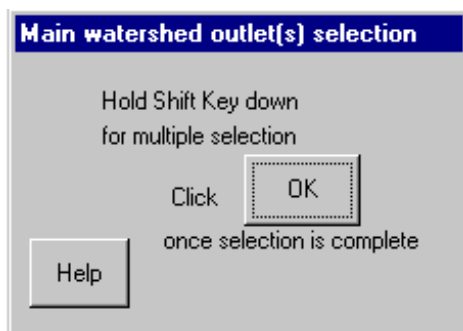 Main watershed outlet(s) selection
Hold Shift Key down
for multiple selection
Click OK
once selection is complete
Help